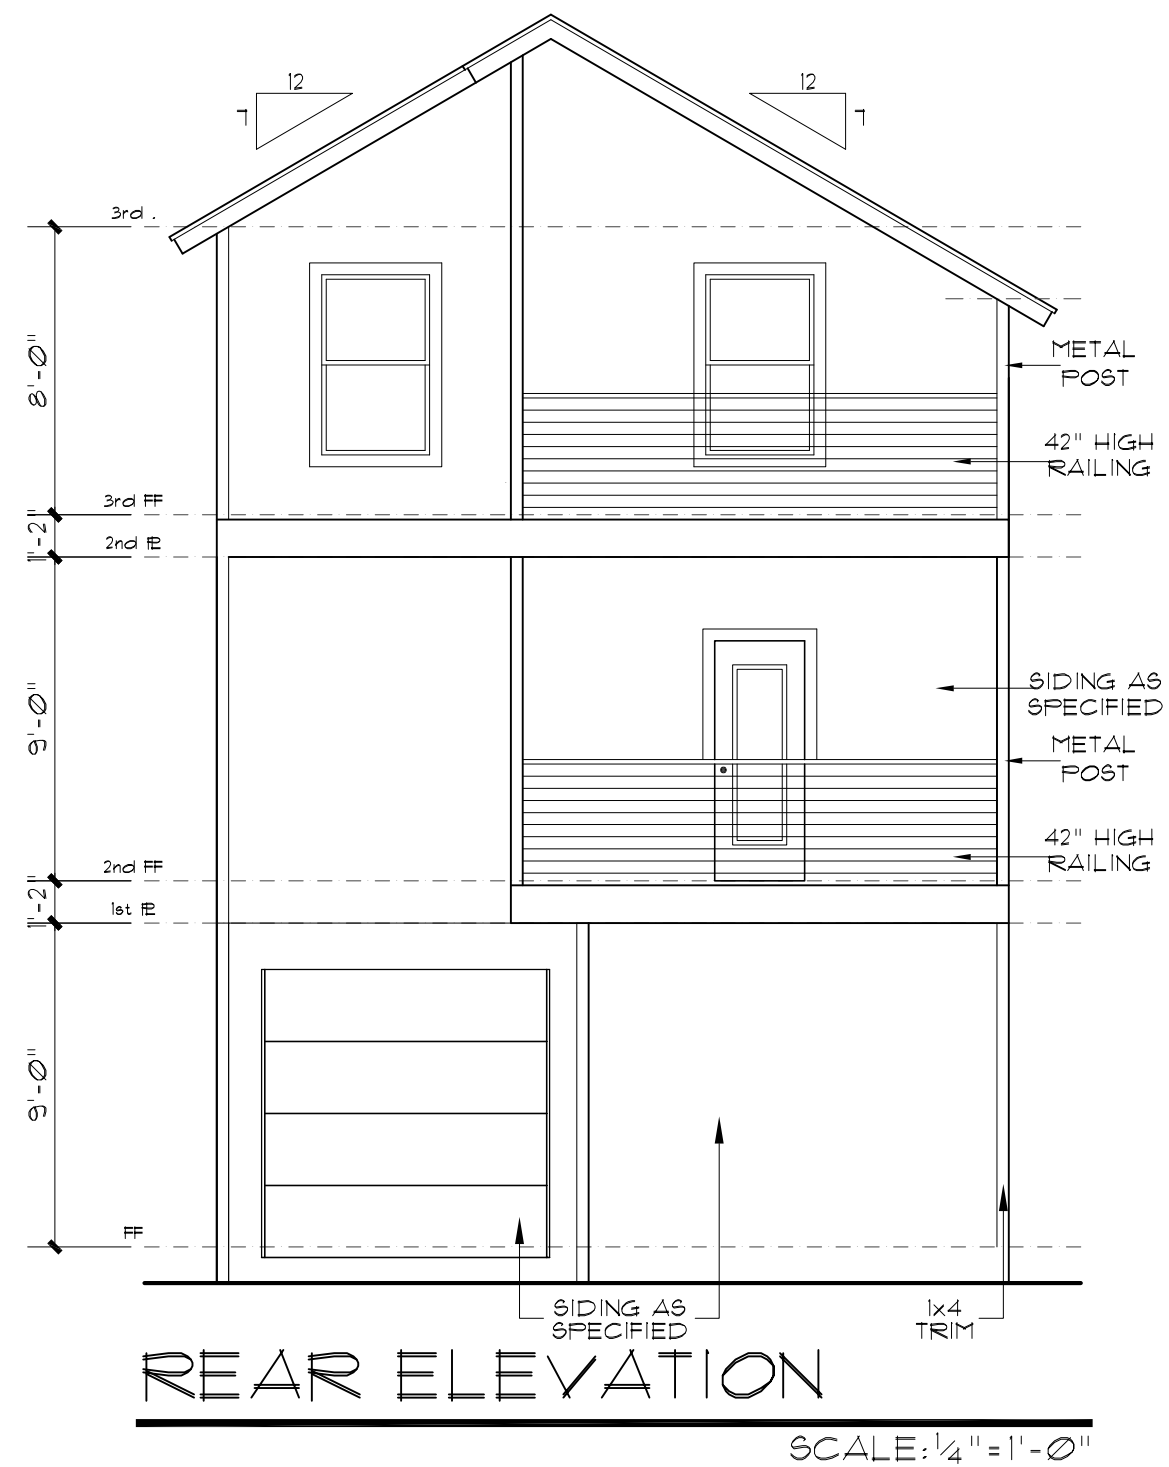 12
7
12
7
3rd .
8'-0"
METAL
POST
42" HIGH
RAILING
3rd FF
1'-2"
2nd PL
9'-0"
SIDING AS
SPECIFIED
METAL
POST
42" HIGH
RAILING
2nd FF
1'-2"
1st PL
9'-0"
FF
SIDING AS
SPECIFIED
1x4
TRIM
REAR ELEVATION
SCALE: 1/4" = 1'-0"